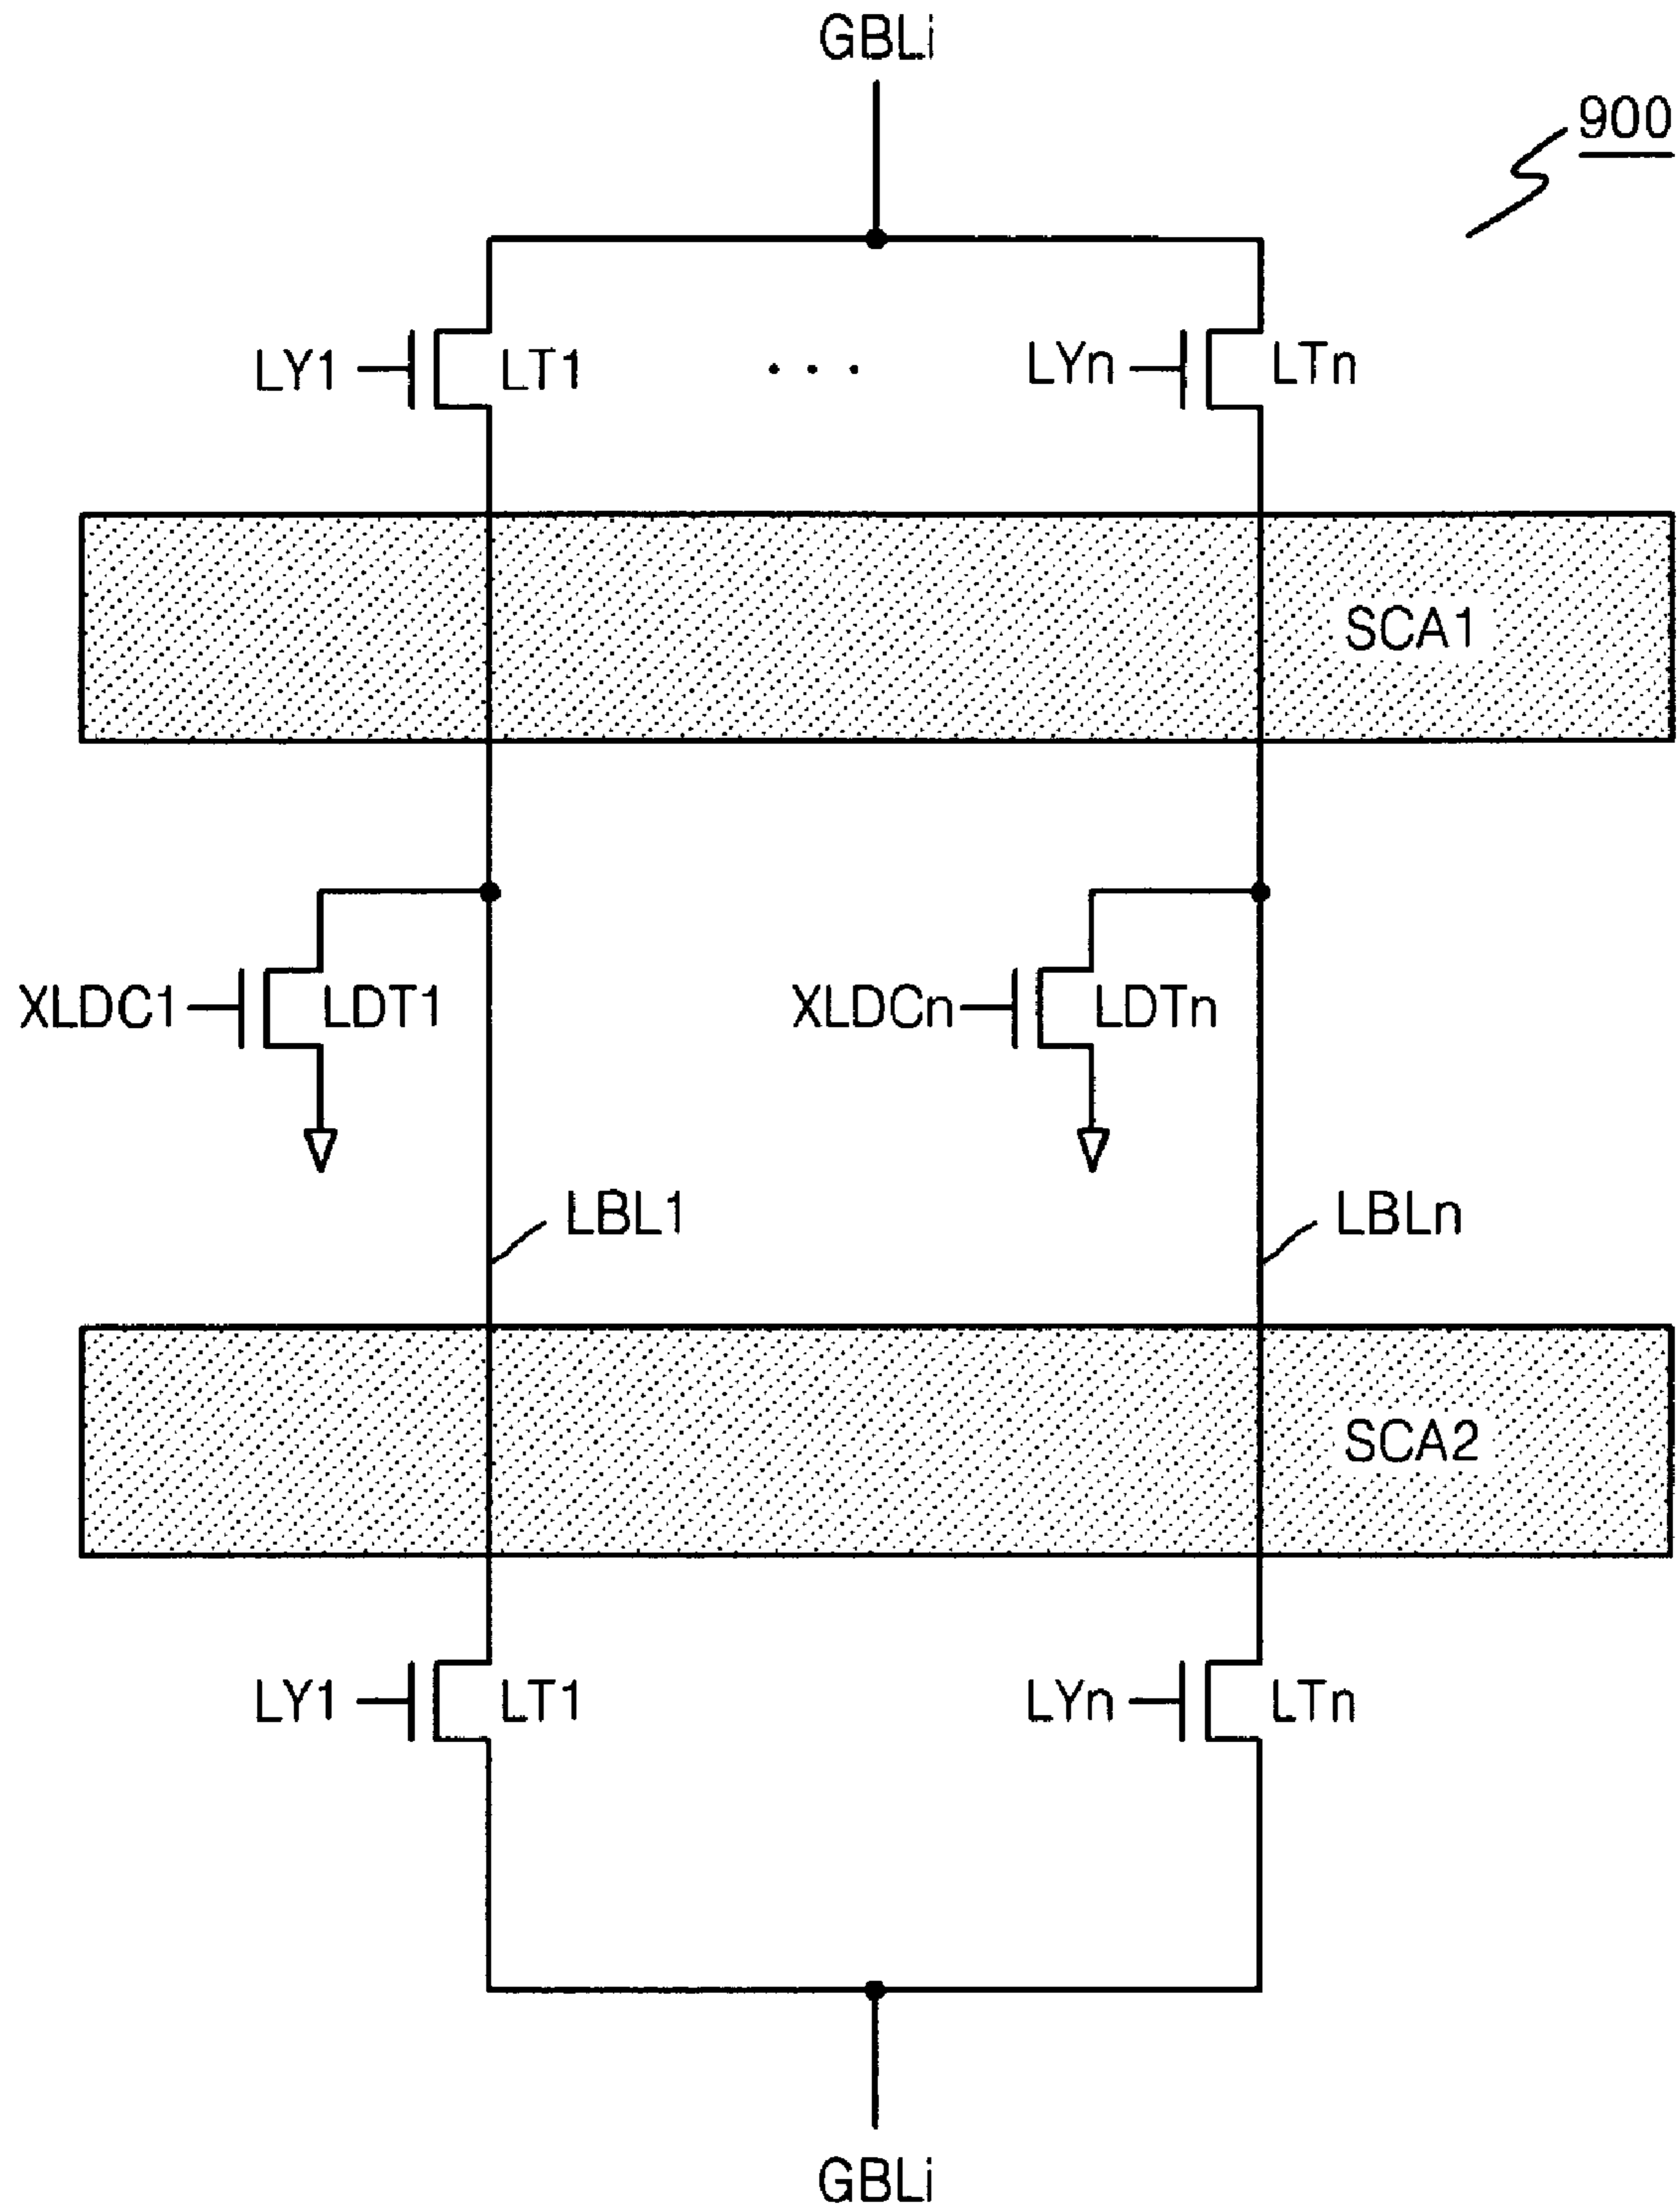 GBLi
900
LY1 LT1 . . . LYn LTn
SCA1
XLDC1 LDT1 XLDCn LDTn
LBL1 LBLn
SCA2
LY1 LT1 LYn LTn
GBLi